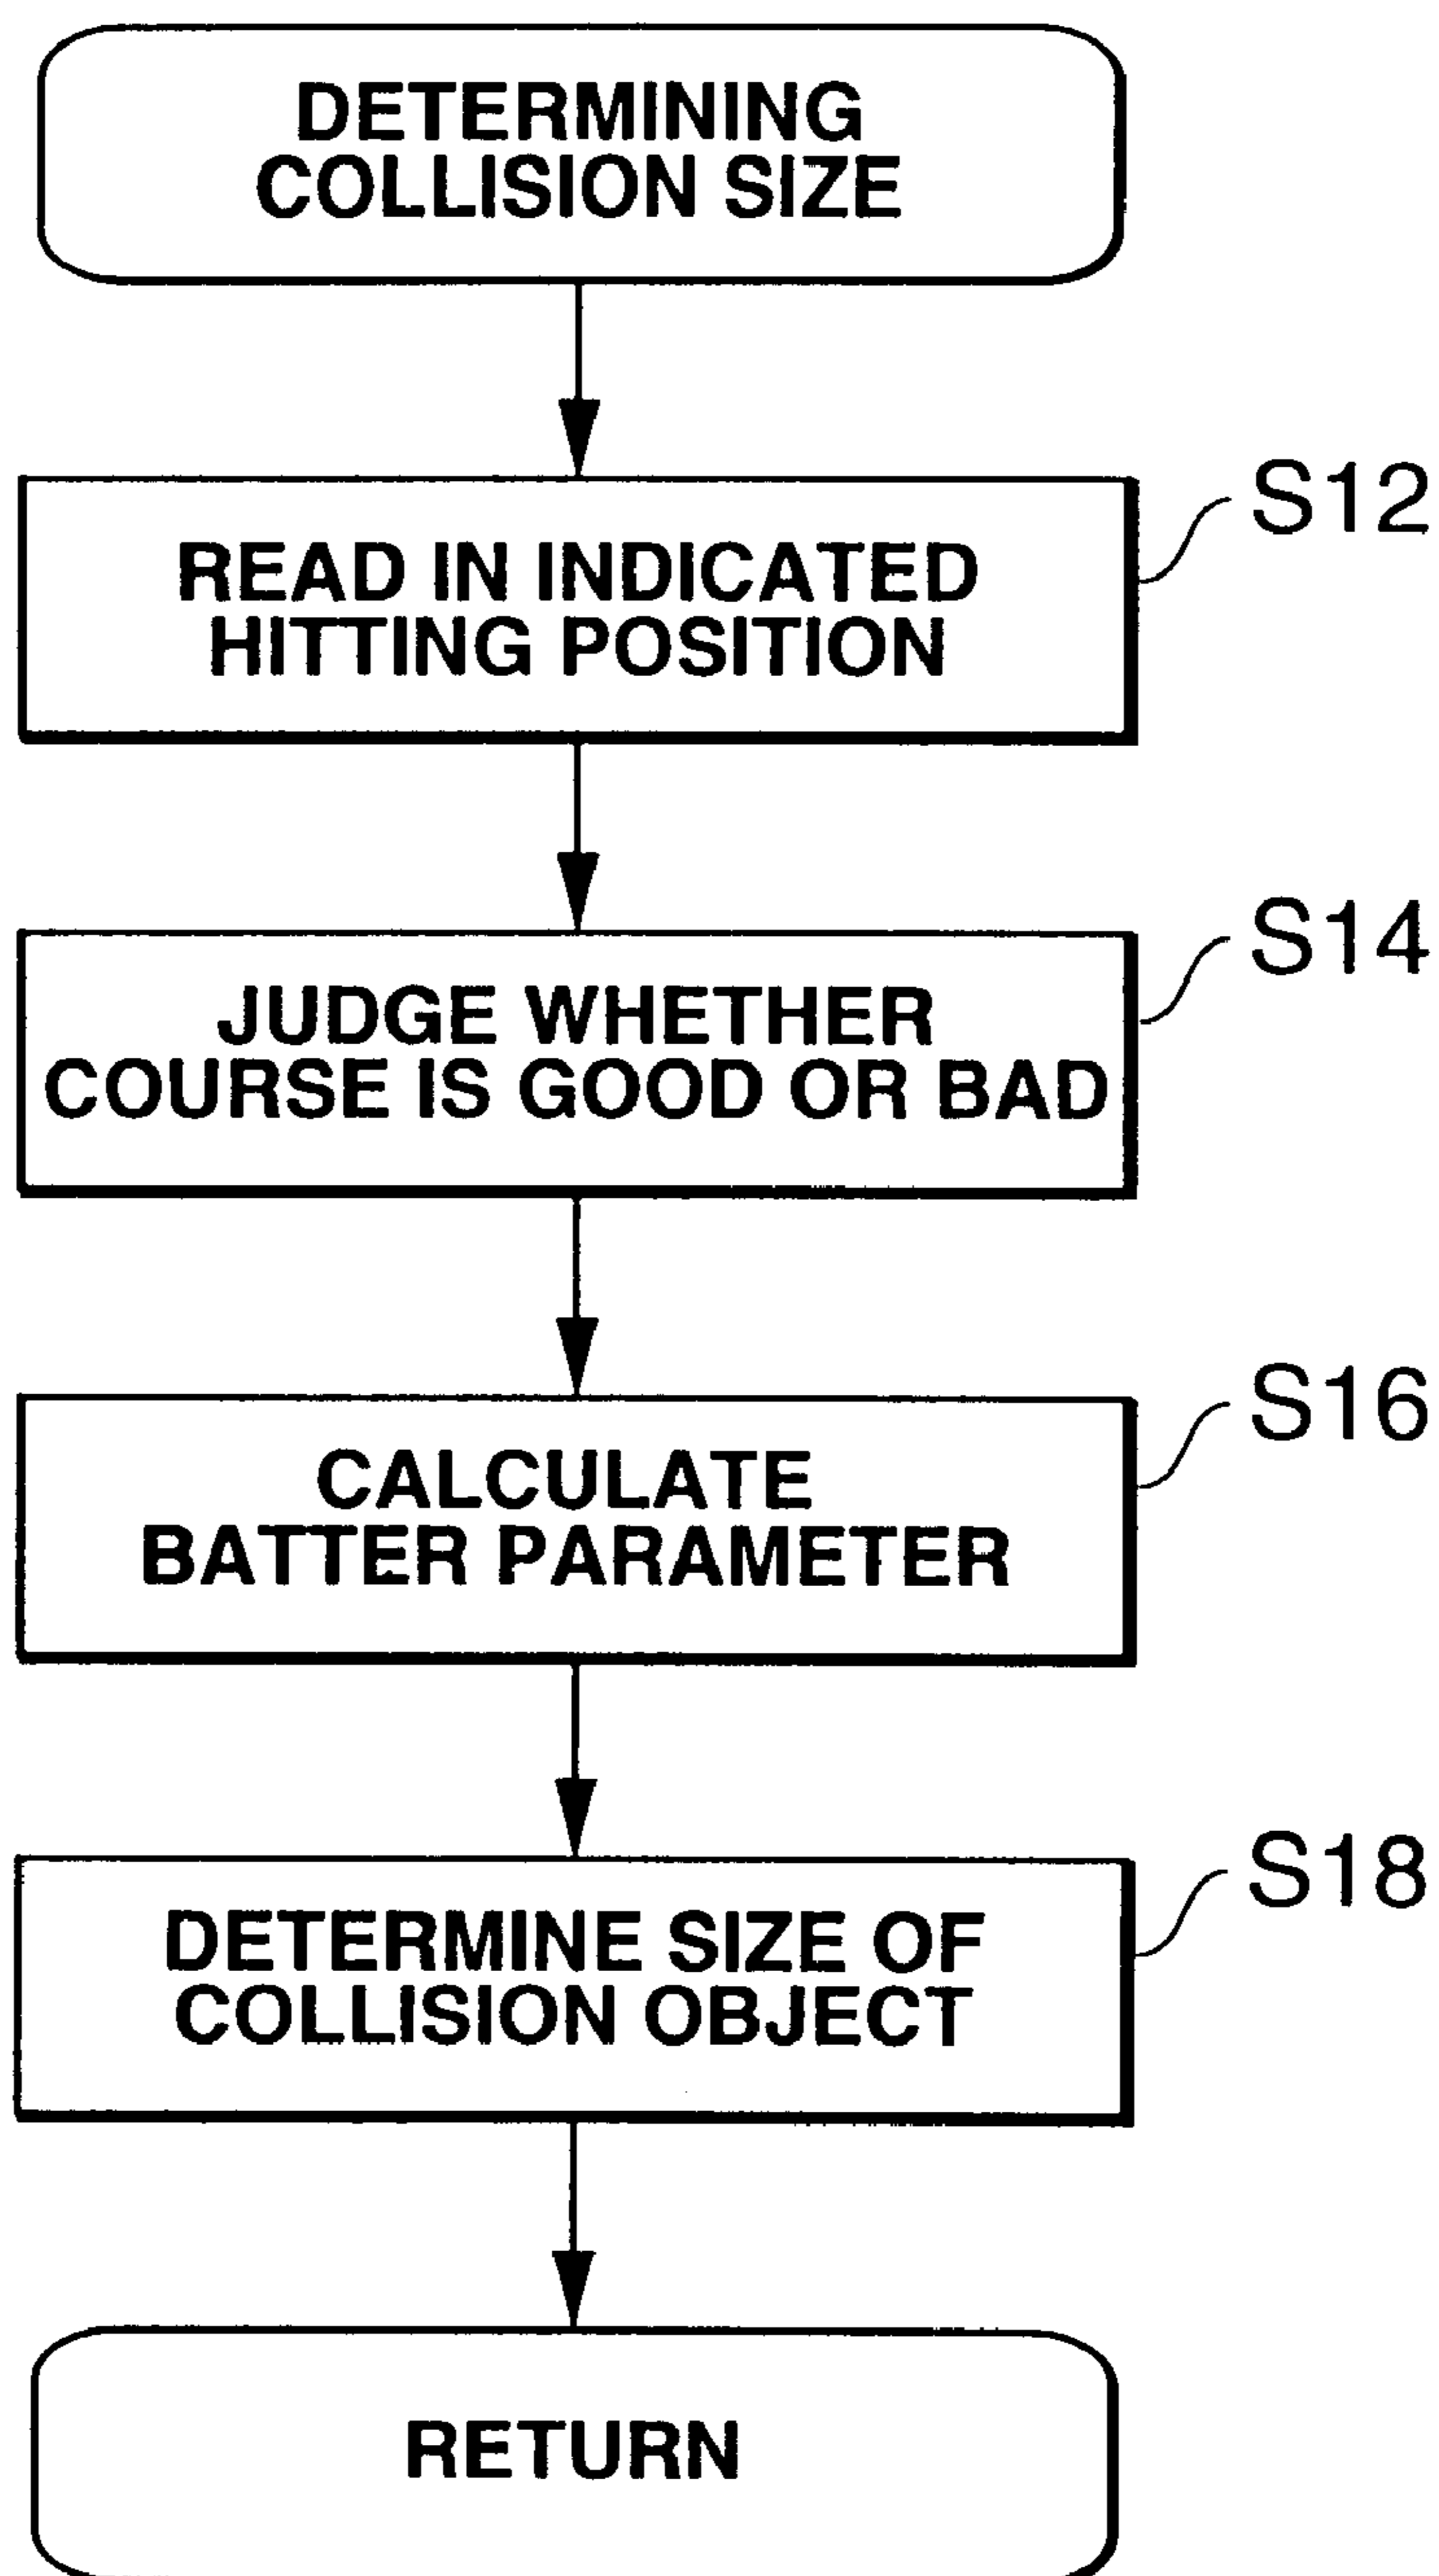 DETERMINING
COLLISION SIZE
READ IN INDICATED
HITTING POSITION
S12
JUDGE WHETHER
COURSE IS GOOD OR BAD
S14
CALCULATE
BATTER PARAMETER
S16
DETERMINE SIZE OF
COLLISION OBJECT
S18
RETURN